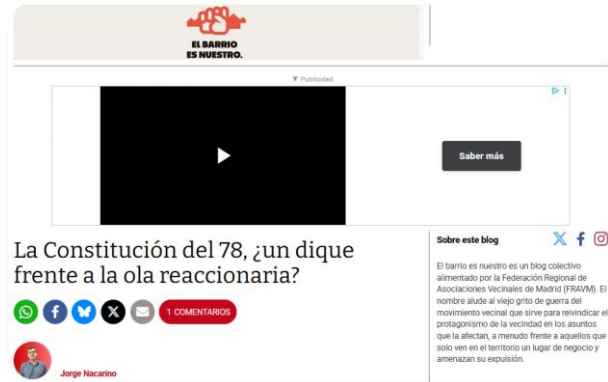 EL BARRIO
ES NUESTRO.
▼ Publicidad
Saber más
La Constitución del 78, ¿un dique
frente a la ola reaccionaria?
1 COMENTARIOS
Jorge Nacarino
Sobre este blog
El barrio es nuestro es un blog colectivo
alimentado por la Federación Regional de
Asociaciones Vecinales de Madrid (FRAVM). El
nombre alude al viejo grito de guerra del
movimiento vecinal que sirve para reivindicar el
protagonismo de la vecindad en los asuntos
que la afectan, a menudo frente a aquellos que
solo ven en el territorio un lugar de negocio y
amenazan su expulsión.